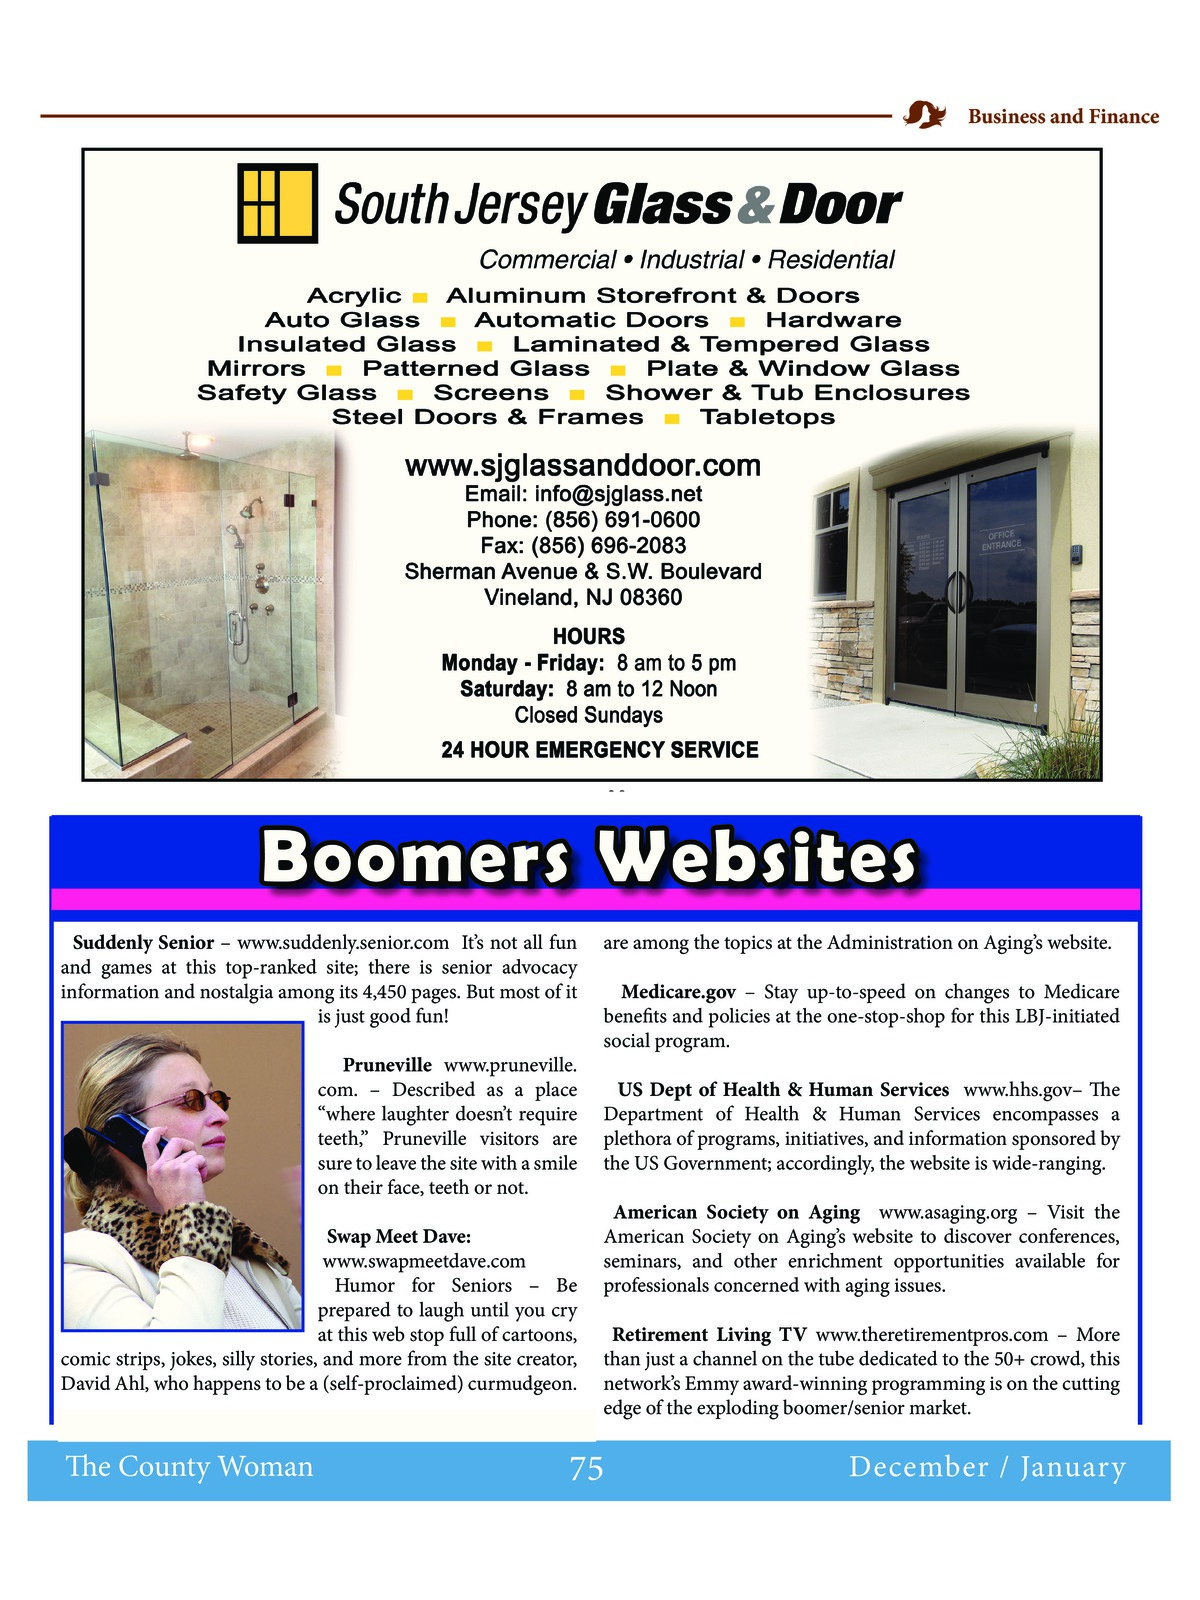 Business and Finance
South Jersey Glass & Door
Commercial • Industrial • Residential
Acrylic ■ Aluminum Storefront & Doors
Auto Glass ■ Automatic Doors ■ Hardware
Insulated Glass ■ Laminated & Tempered Glass
Mirrors ■ Patterned Glass ■ Plate & Window Glass
Safety Glass ■ Screens ■ Shower & Tub Enclosures
Steel Doors & Frames ■ Tabletops
www.sjglassanddoor.com
Email: info@sjglass.net
Phone: (856) 691-0600
Fax: (856) 696-2083
Sherman Avenue & S.W. Boulevard
Vineland, NJ 08360
HOURS
Monday - Friday: 8 am to 5 pm
Saturday: 8 am to 12 Noon
Closed Sundays
24 HOUR EMERGENCY SERVICE
OFFICE
ENTRANCE
Boomers Websites
Suddenly Senior – www.suddenly.senior.com It’s not all fun
and games at this top-ranked site; there is senior advocacy
information and nostalgia among its 4,450 pages. But most of it
is just good fun!
Pruneville www.pruneville.
com. – Described as a place
“where laughter doesn’t require
teeth,” Pruneville visitors are
sure to leave the site with a smile
on their face, teeth or not.
Swap Meet Dave:
www.swapmeetdave.com
Humor for Seniors – Be
prepared to laugh until you cry
at this web stop full of cartoons,
comic strips, jokes, silly stories, and more from the site creator,
David Ahl, who happens to be a (self-proclaimed) curmudgeon.
are among the topics at the Administration on Aging’s website.
Medicare.gov – Stay up-to-speed on changes to Medicare
benefits and policies at the one-stop-shop for this LBJ-initiated
social program.
US Dept of Health & Human Services www.hhs.gov– The
Department of Health & Human Services encompasses a
plethora of programs, initiatives, and information sponsored by
the US Government; accordingly, the website is wide-ranging.
American Society on Aging www.asaging.org – Visit the
American Society on Aging’s website to discover conferences,
seminars, and other enrichment opportunities available for
professionals concerned with aging issues.
Retirement Living TV www.theretirementpros.com – More
than just a channel on the tube dedicated to the 50+ crowd, this
network’s Emmy award-winning programming is on the cutting
edge of the exploding boomer/senior market.
The County Woman
75
December / January